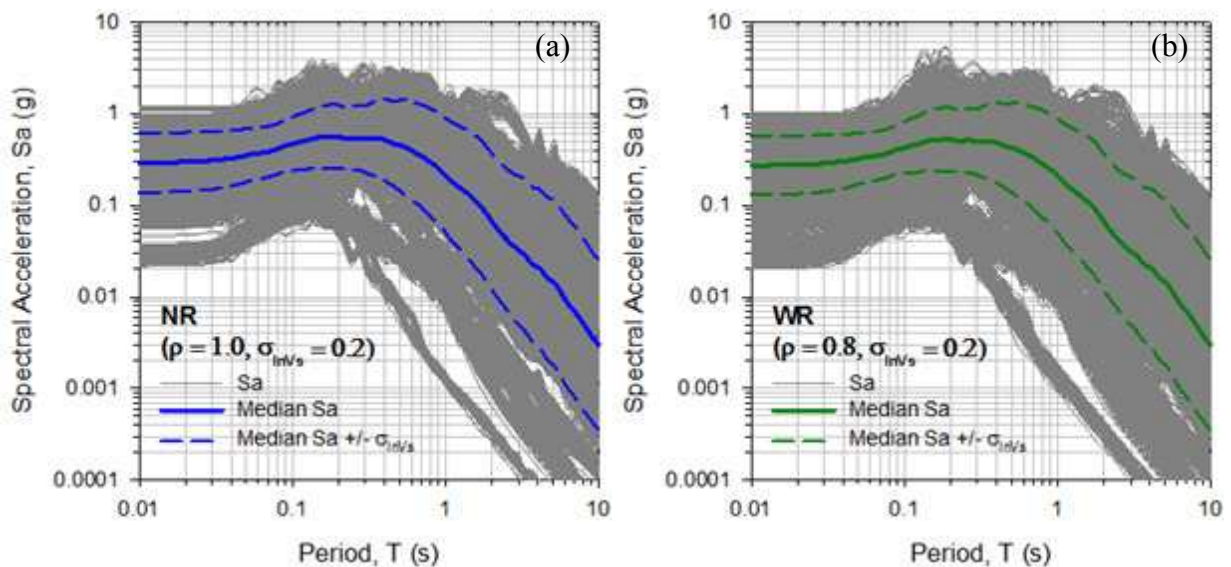 10
1
0.1
0.01
0.001
0.0001
Spectral Acceleration, Sa (g)
(a)
NR
(ρ = 1.0, σlnVs = 0.2)
Sa
Median Sa
Median Sa +/- σlnVs
0.01
0.1
1
10
Period, T (s)
10
1
0.1
0.01
0.001
0.0001
Spectral Acceleration, Sa (g)
(b)
WR
(ρ = 0.8, σlnVs = 0.2)
Sa
Median Sa
Median Sa +/- σlnVs
0.01
0.1
1
10
Period, T (s)